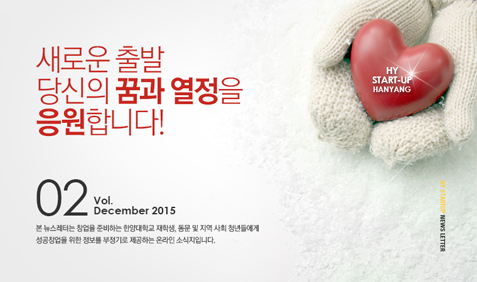 새로운 출발
당신의 꿈과 열정을
응원합니다!
HY
START-UP
HANYANG
02 Vol.
December 2015
본 뉴스레터는 창업을 준비하는 한양대학교 재학생, 동문 및 지역 사회 청년들에게
성공창업을 위한 정보를 부정기로 제공하는 온라인 소식지입니다.
HY-STARTUP NEWS LETTER